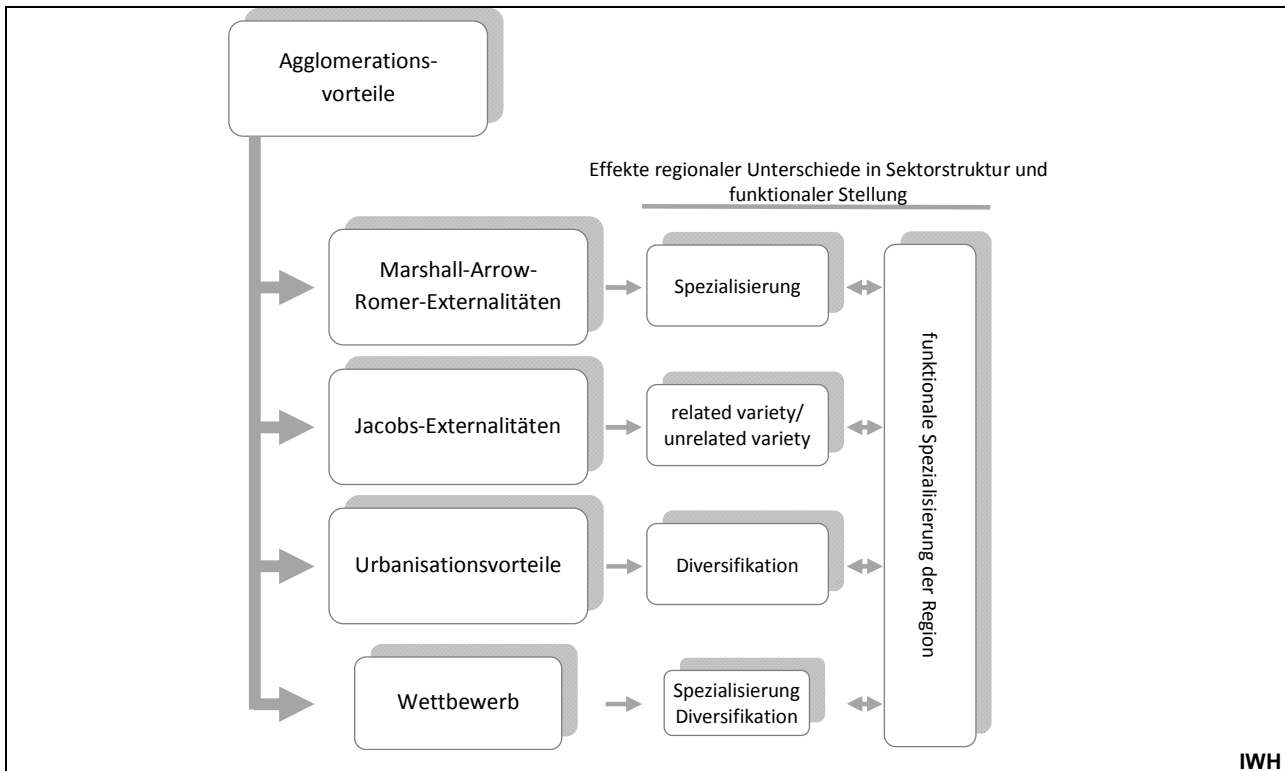 Agglomerations-
vorteile
Effekte regionaler Unterschiede in Sektorstruktur und
funktionaler Stellung
Marshall-Arrow-
Romer-Externalitäten
Spezialisierung
Jacobs-Externalitäten
related variety/
unrelated variety
Urbanisationsvorteile
Diversifikation
Wettbewerb
Spezialisierung
Diversifikation
funktionale Spezialisierung der Region
IWH